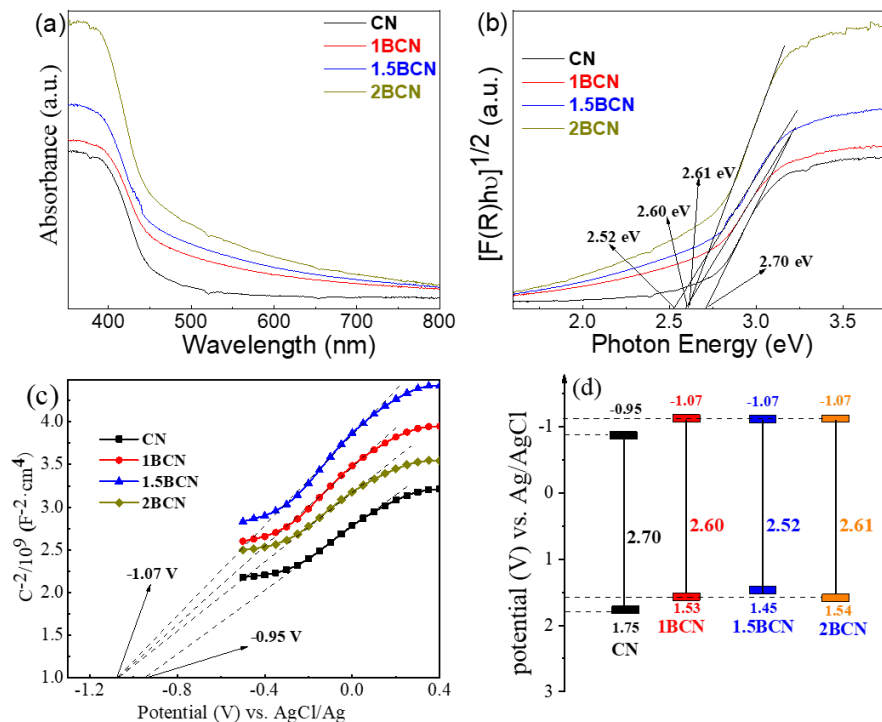 (a)
CN
1BCN
1.5BCN
2BCN
Absorbance (a.u.)
400 500 600 700 800
Wavelength (nm)
(b)
CN
1BCN
1.5BCN
2BCN
[F(R)hυ]1/2 (a.u.)
2.61 eV
2.60 eV
2.52 eV
2.70 eV
2.0 2.5 3.0 3.5
Photon Energy (eV)
(c)
CN
1BCN
1.5BCN
2BCN
C-2/109 (F-2·cm4)
4.0
3.5
3.0
2.5
2.0
1.5
1.0
-1.07 V
-0.95 V
-1.2 -0.8 -0.4 0.0 0.4
Potential (V) vs. AgCl/Ag
(d)
potential (V) vs. Ag/AgCl
-1
0
1
2
3
-0.95
-1.07
-1.07
-1.07
2.70
2.60
2.52
2.61
1.75
1.53
1.45
1.54
CN
1BCN
1.5BCN
2BCN